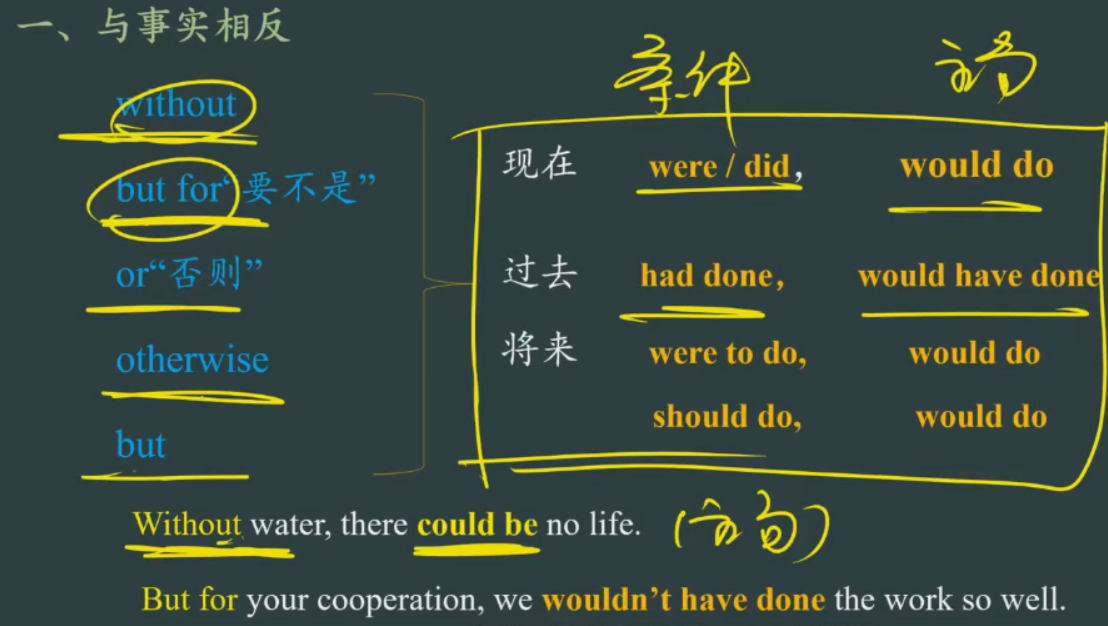 一、与事实相反
条件 主句
without
现在 were / did, would do
but for“要不是”
or“否则”
过去 had done, would have done
otherwise
将来 were to do, would do
should do, would do
but
Without water, there could be no life. (主句)
But for your cooperation, we wouldn’t have done the work so well.